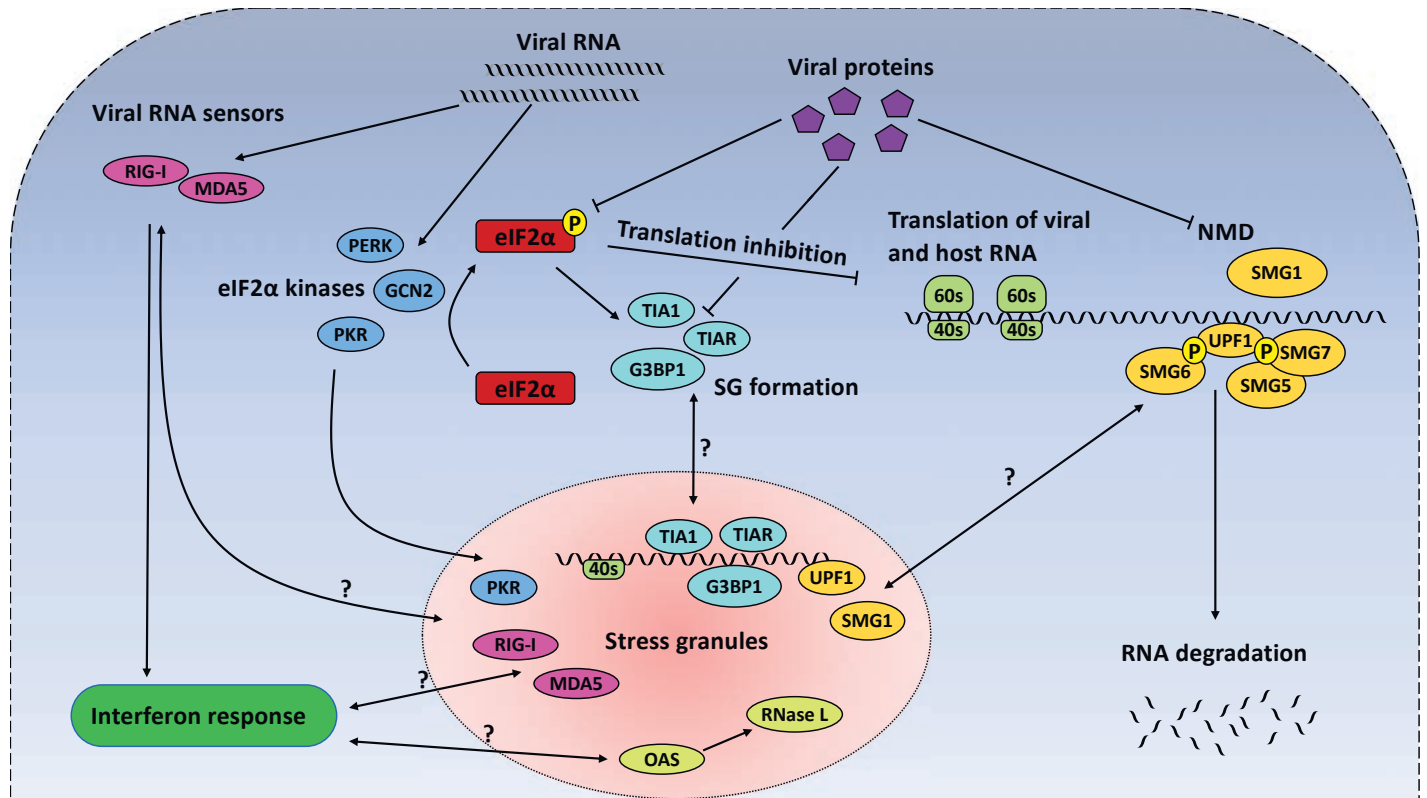 Viral RNA
Viral proteins
Viral RNA sensors
RIG-I
MDA5
PERK
eIF2α kinases
GCN2
PKR
eIF2α
P
eIF2α
Translation inhibition
TIA1
TIAR
G3BP1
SG formation
Translation of viral
and host RNA
60s
60s
40s
40s
NMD
SMG1
UPF1
P
P
SMG6
SMG7
SMG5
?
?
?
?
?
TIA1
TIAR
40s
G3BP1
UPF1
SMG1
PKR
RIG-I
MDA5
Stress granules
RNase L
OAS
Interferon response
RNA degradation